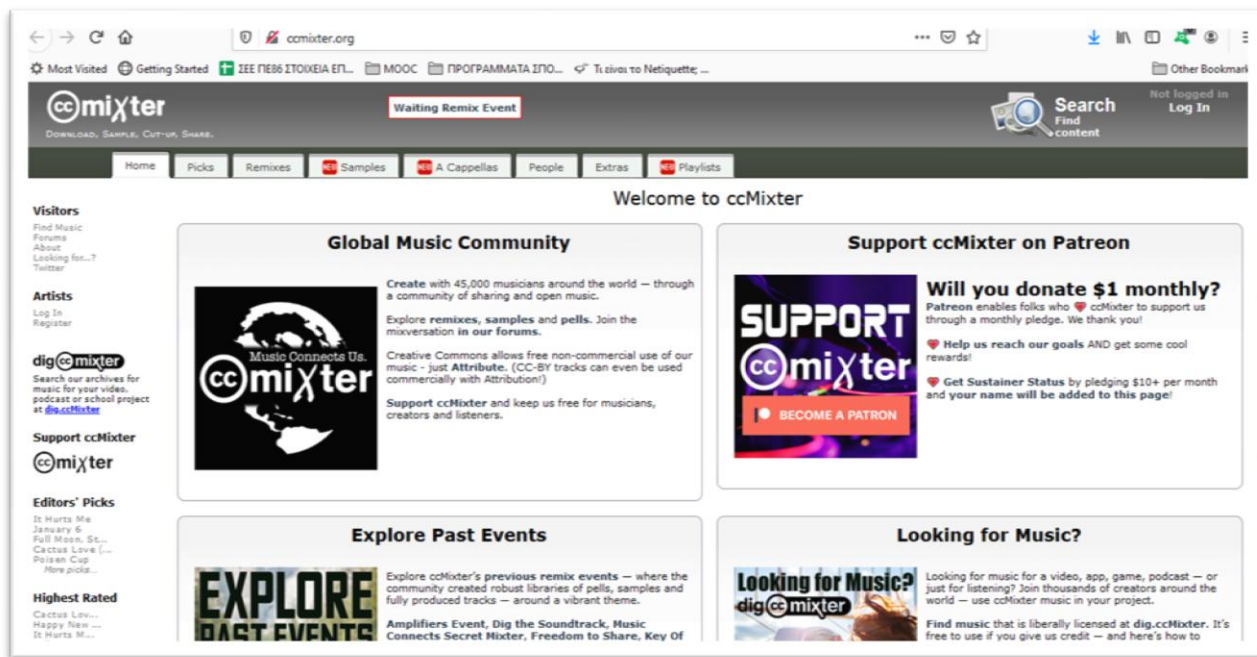 ccmixter.org
Most Visited Getting Started ΣΕΕ ΠΕ86 ΣΤΟΙΧΕΙΑ ΕΠ... MOOC ΠΡΟΓΡΑΜΜΑΤΑ ΣΠΟ... Τι είναι το Netiquette; ... Other Bookmark
ccmixter
Download, Sample, Cut-up, Share.
Waiting Remix Event
Search
Find
content
Not logged in
Log In
Home Picks Remixes NEW Samples NEW A Cappellas People Extras NEW Playlists
Welcome to ccMixter
Visitors
Find Music
Forums
About
Looking for...?
Twitter
Artists
Log In
Register
dig ccmixter
Search our archives for
music for your video,
podcast or school project
at dig.ccMixter
Support ccMixter
ccmixter
Editors' Picks
It Hurts Me
January 6
Full Moon, St...
Cactus Love (...
Poisen Cup
More picks...
Highest Rated
Cactus Lov...
Happy New ...
It Hurts M...
Global Music Community
Music Connects Us.
ccmixter
Create with 45,000 musicians around the world — through
a community of sharing and open music.
Explore remixes, samples and pells. Join the
mixversation in our forums.
Creative Commons allows free non-commercial use of our
music - just Attribute. (CC-BY tracks can even be used
commercially with Attribution!)
Support ccMixter and keep us free for musicians,
creators and listeners.
Support ccMixter on Patreon
SUPPORT
ccmixter
BECOME A PATRON
Will you donate $1 monthly?
Patreon enables folks who ❤ ccMixter to support us
through a monthly pledge. We thank you!
❤ Help us reach our goals AND get some cool
rewards!
❤ Get Sustainer Status by pledging $10+ per month
and your name will be added to this page!
Explore Past Events
EXPLORE
PAST EVENTS
Explore ccMixter's previous remix events — where the
community created robust libraries of pells, samples and
fully produced tracks — around a vibrant theme.
Amplifiers Event, Dig the Soundtrack, Music
Connects Secret Mixter, Freedom to Share, Key Of
Looking for Music?
Looking for Music?
dig ccmixter
Looking for music for a video, app, game, podcast — or
just for listening? Join thousands of creators around the
world — use ccMixter music in your project.
Find music that is liberally licensed at dig.ccMixter. It's
free to use if you give us credit — and here's how to